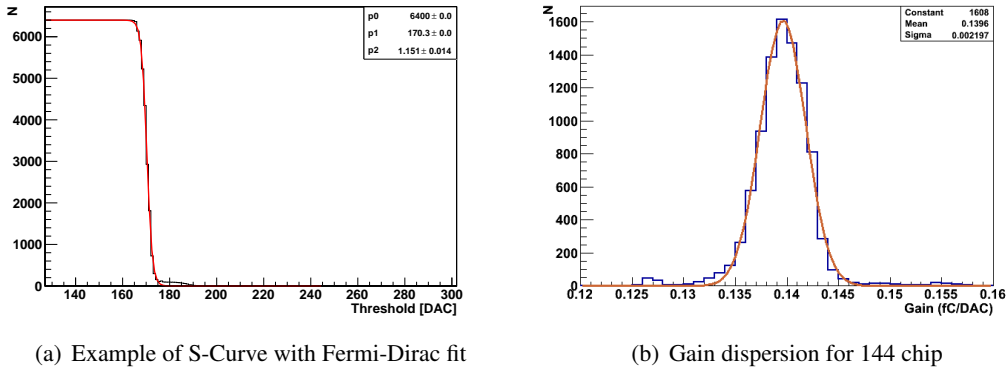 N
p0 6400 ± 0.0
p1 170.3 ± 0.0
p2 1.151 ± 0.014
6000
5000
4000
3000
2000
1000
0
140 160 180 200 220 240 260 280 300
Threshold [DAC]
(a) Example of S-Curve with Fermi-Dirac fit
N
Constant 1608
Mean 0.1396
Sigma 0.002197
1600
1400
1200
1000
800
600
400
200
0
0.12 0.125 0.13 0.135 0.14 0.145 0.15 0.155 0.16
Gain (fC/DAC)
(b) Gain dispersion for 144 chip